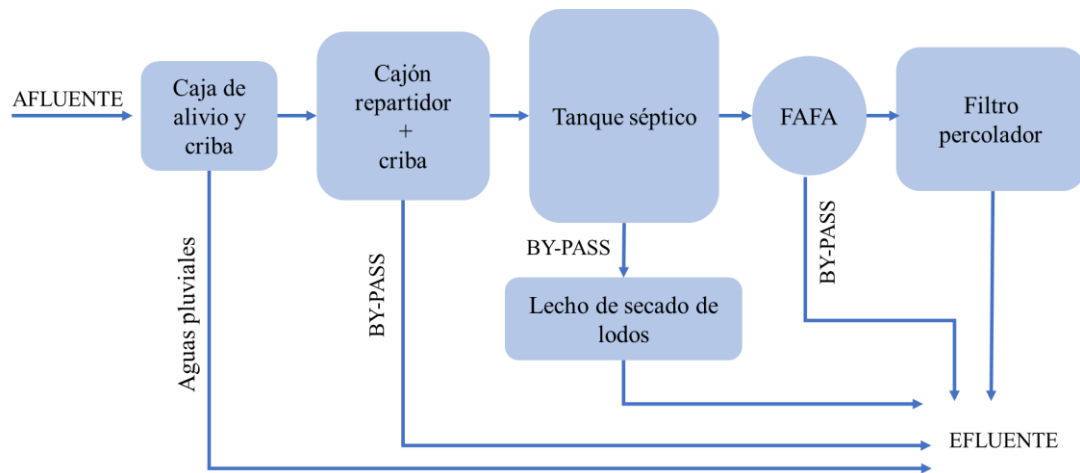 AFLUENTE
Caja de
alivio y
criba
Cajón
repartidor
+
criba
Tanque séptico
FAFA
Filtro
percolador
Aguas pluviales
BY-PASS
BY-PASS
Lecho de secado de
lodos
BY-PASS
EFLUENTE